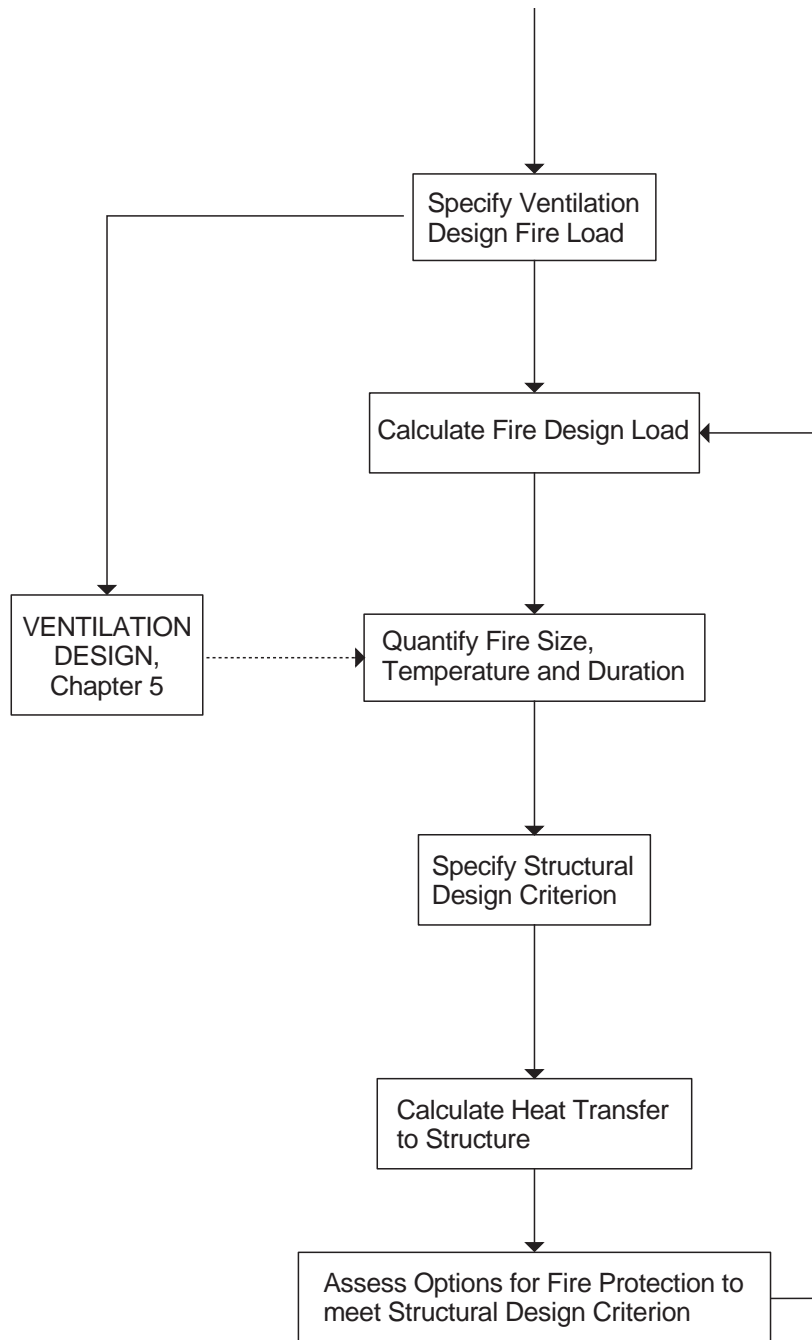 Specify Ventilation
Design Fire Load
Calculate Fire Design Load
VENTILATION
DESIGN,
Chapter 5
Quantify Fire Size,
Temperature and Duration
Specify Structural
Design Criterion
Calculate Heat Transfer
to Structure
Assess Options for Fire Protection to
meet Structural Design Criterion